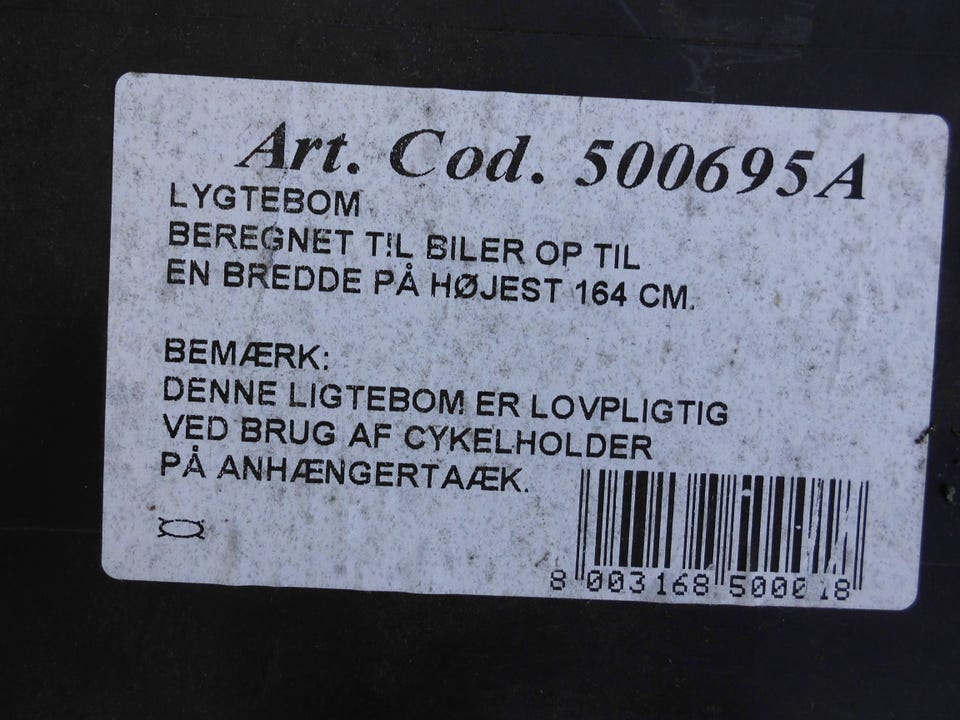 Art. Cod. 500695A
LYGTEBOM
BEREGNET TIL BILER OP TIL
EN BREDDE PÅ HØJEST 164 CM.
BEMÆRK:
DENNE LIGTEBOM ER LOVPLIGTIG
VED BRUG AF CYKELHOLDER
PÅ ANHÆNGERTAÆK.
8 003168